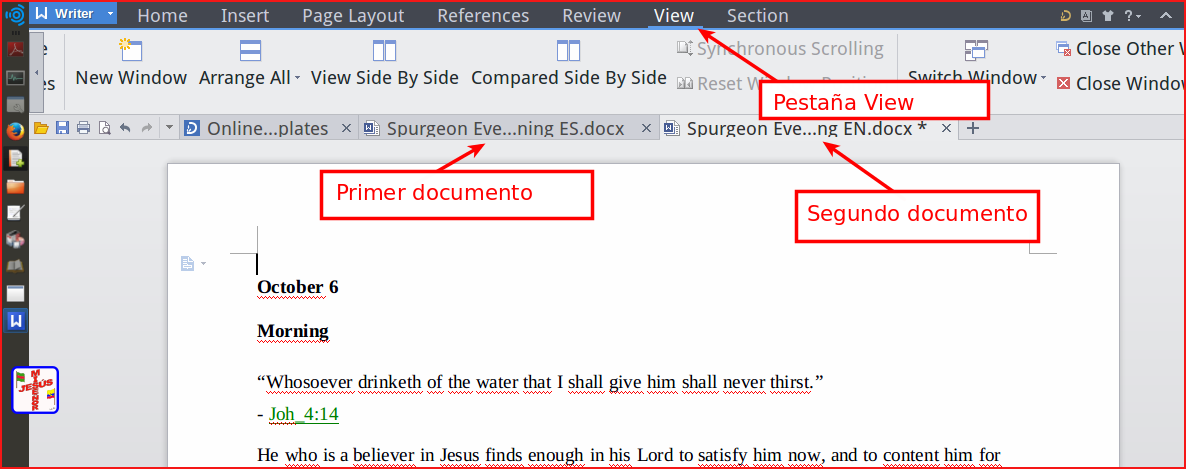 Writer Home Insert Page Layout References Review View Section ?
New Window Arrange All View Side By Side Compared Side By Side
Synchronous Scrolling
Reset
Switch Window
Close Other W
Close Window
Pestaña View
Online...plates Spurgeon Eve...ning ES.docx Spurgeon Eve...ng EN.docx *
Primer documento
Segundo documento
October 6
Morning
“Whosoever drinketh of the water that I shall give him shall never thirst.”
- Joh_4:14
JESÚS
He who is a believer in Jesus finds enough in his Lord to satisfy him now, and to content him for